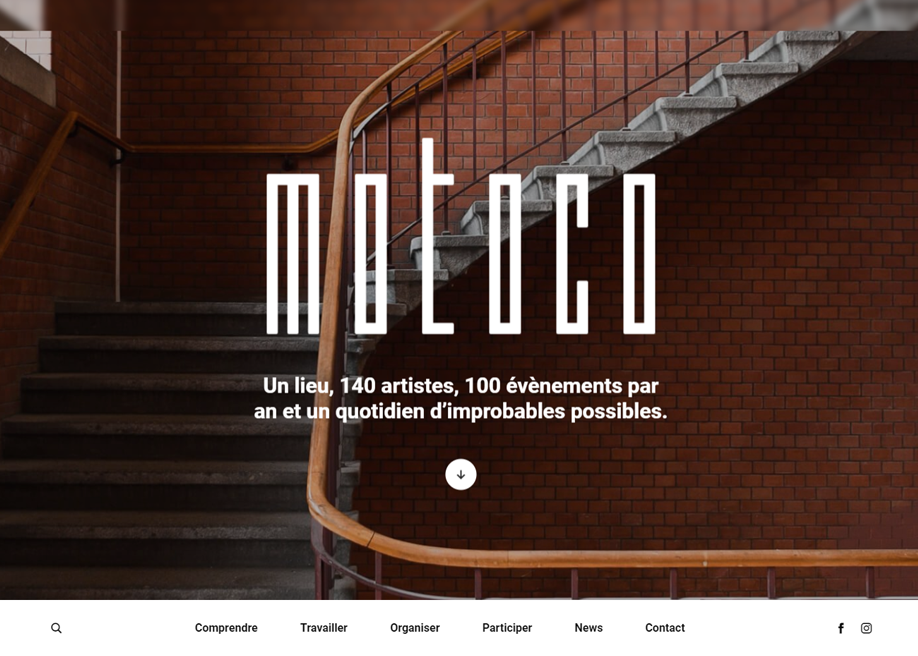 motoco
Un lieu, 140 artistes, 100 évènements par
an et un quotidien d’improbables possibles.
Comprendre Travailler Organiser Participer News Contact